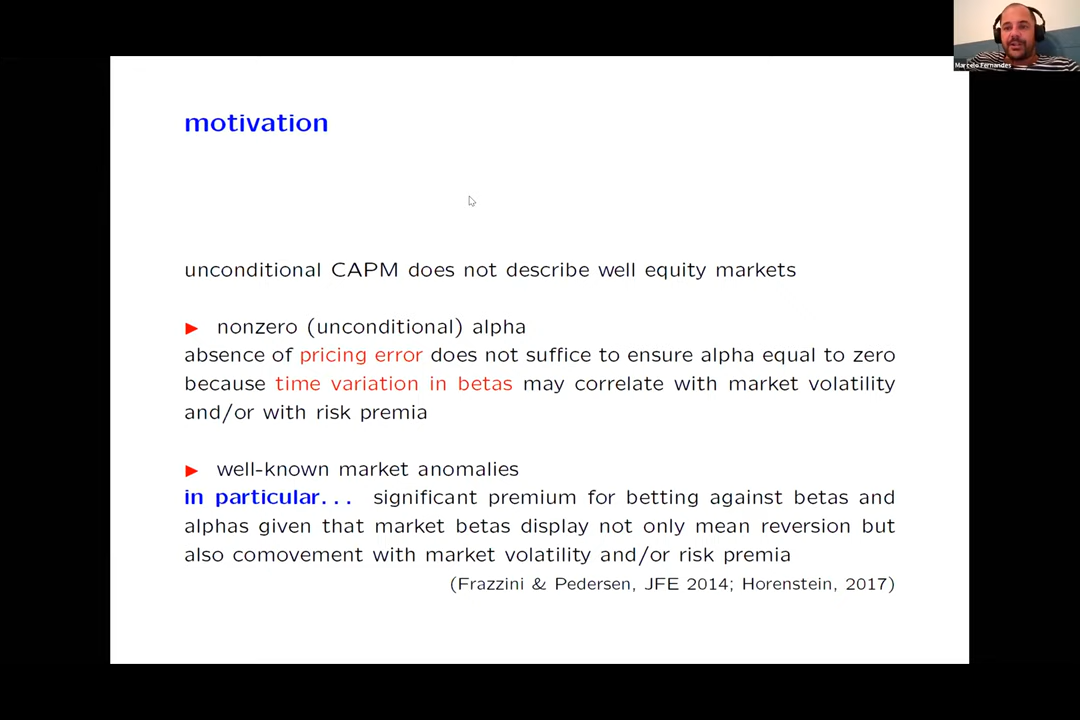 Marcelo Fernandes
motivation
unconditional CAPM does not describe well equity markets
► nonzero (unconditional) alpha
absence of pricing error does not suffice to ensure alpha equal to zero
because time variation in betas may correlate with market volatility
and/or with risk premia
► well-known market anomalies
in particular... significant premium for betting against betas and
alphas given that market betas display not only mean reversion but
also comovement with market volatility and/or risk premia
(Frazzini & Pedersen, JFE 2014; Horenstein, 2017)